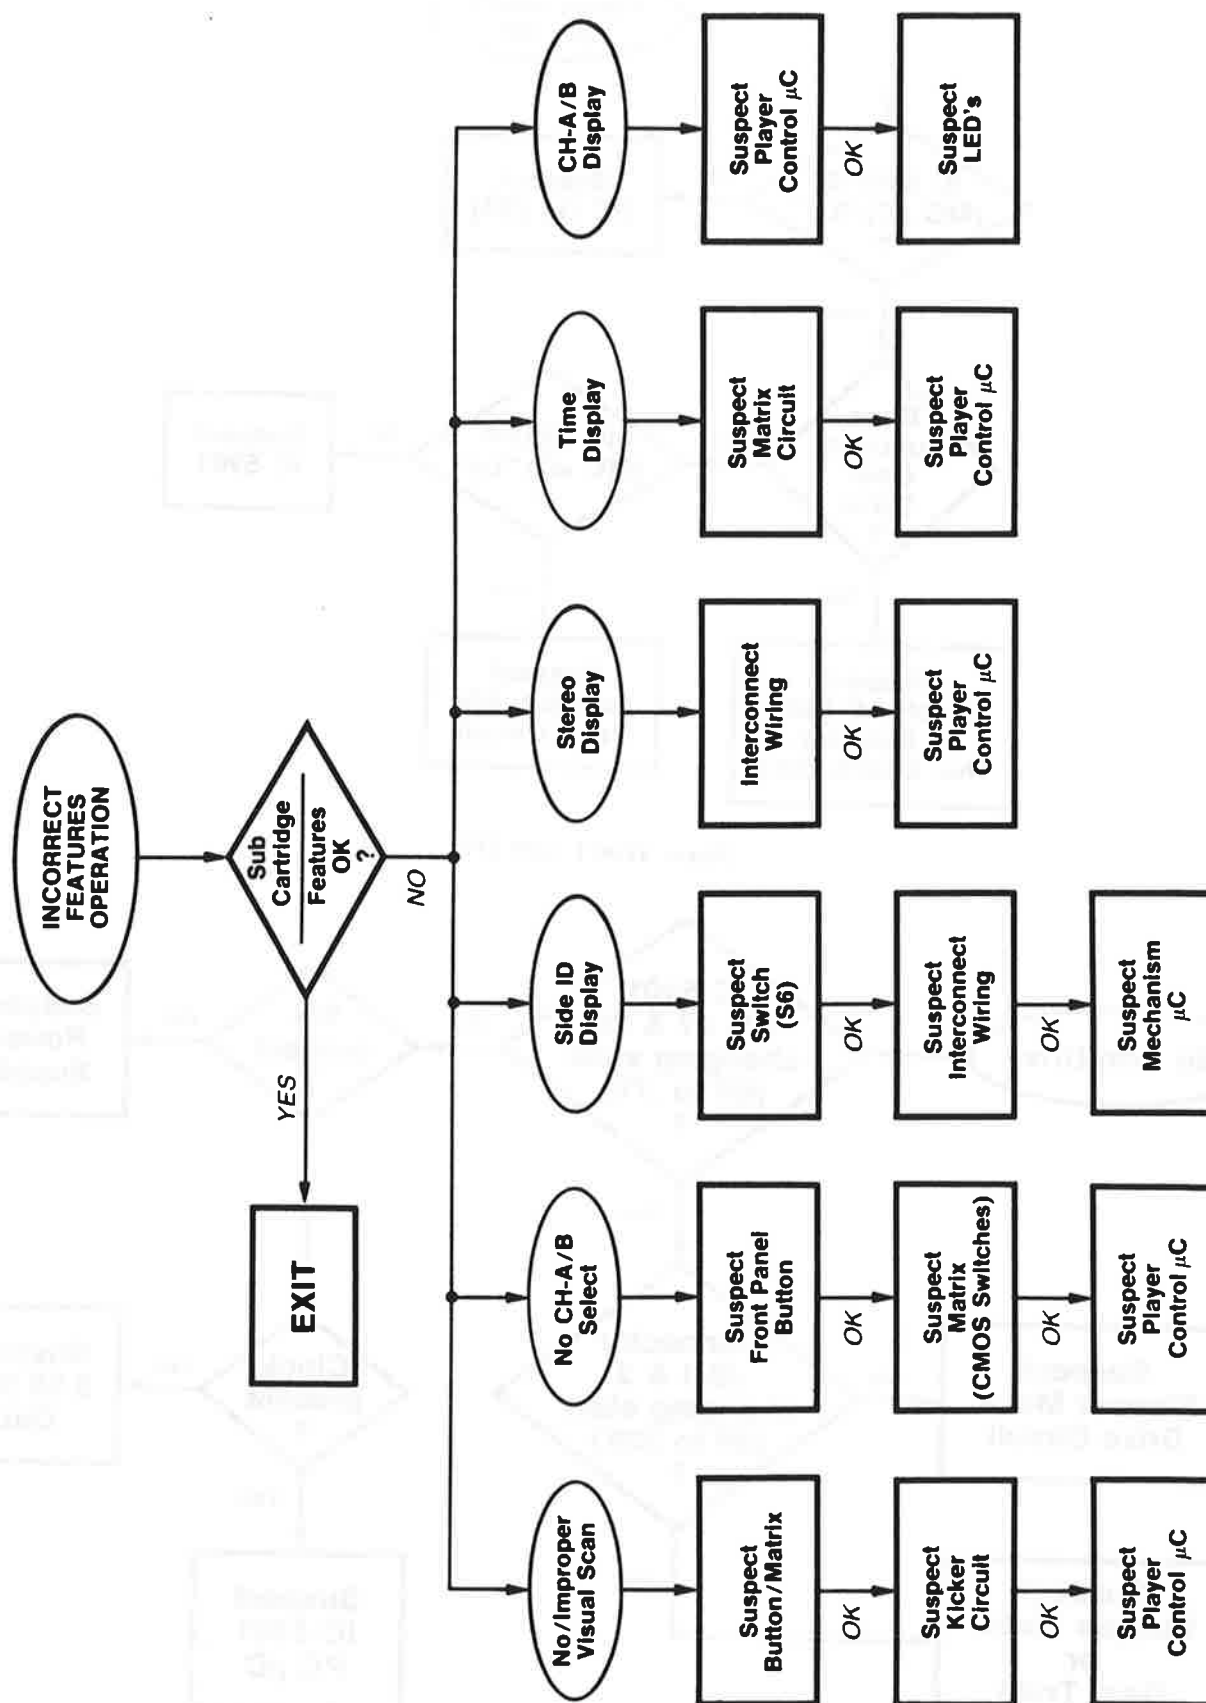 INCORRECT
FEATURES
OPERATION
Sub
Cartridge
Features
OK
?
YES
EXIT
NO
No/Improper
Visual Scan
Suspect
Button/Matrix
OK
Suspect
Kicker
Circuit
OK
Suspect
Player
Control µC
No CH-A/B
Select
Suspect
Front Panel
Button
OK
Suspect
Matrix
(CMOS Switches)
OK
Suspect
Player
Control µC
Side ID
Display
Suspect
Switch
(S6)
OK
Suspect
Interconnect
Wiring
OK
Suspect
Mechanism
µC
Stereo
Display
Interconnect
Wiring
OK
Suspect
Player
Control µC
Time
Display
Suspect
Matrix
Circuit
OK
Suspect
Player
Control µC
CH-A/B
Display
Suspect
Player
Control µC
OK
Suspect
LED's